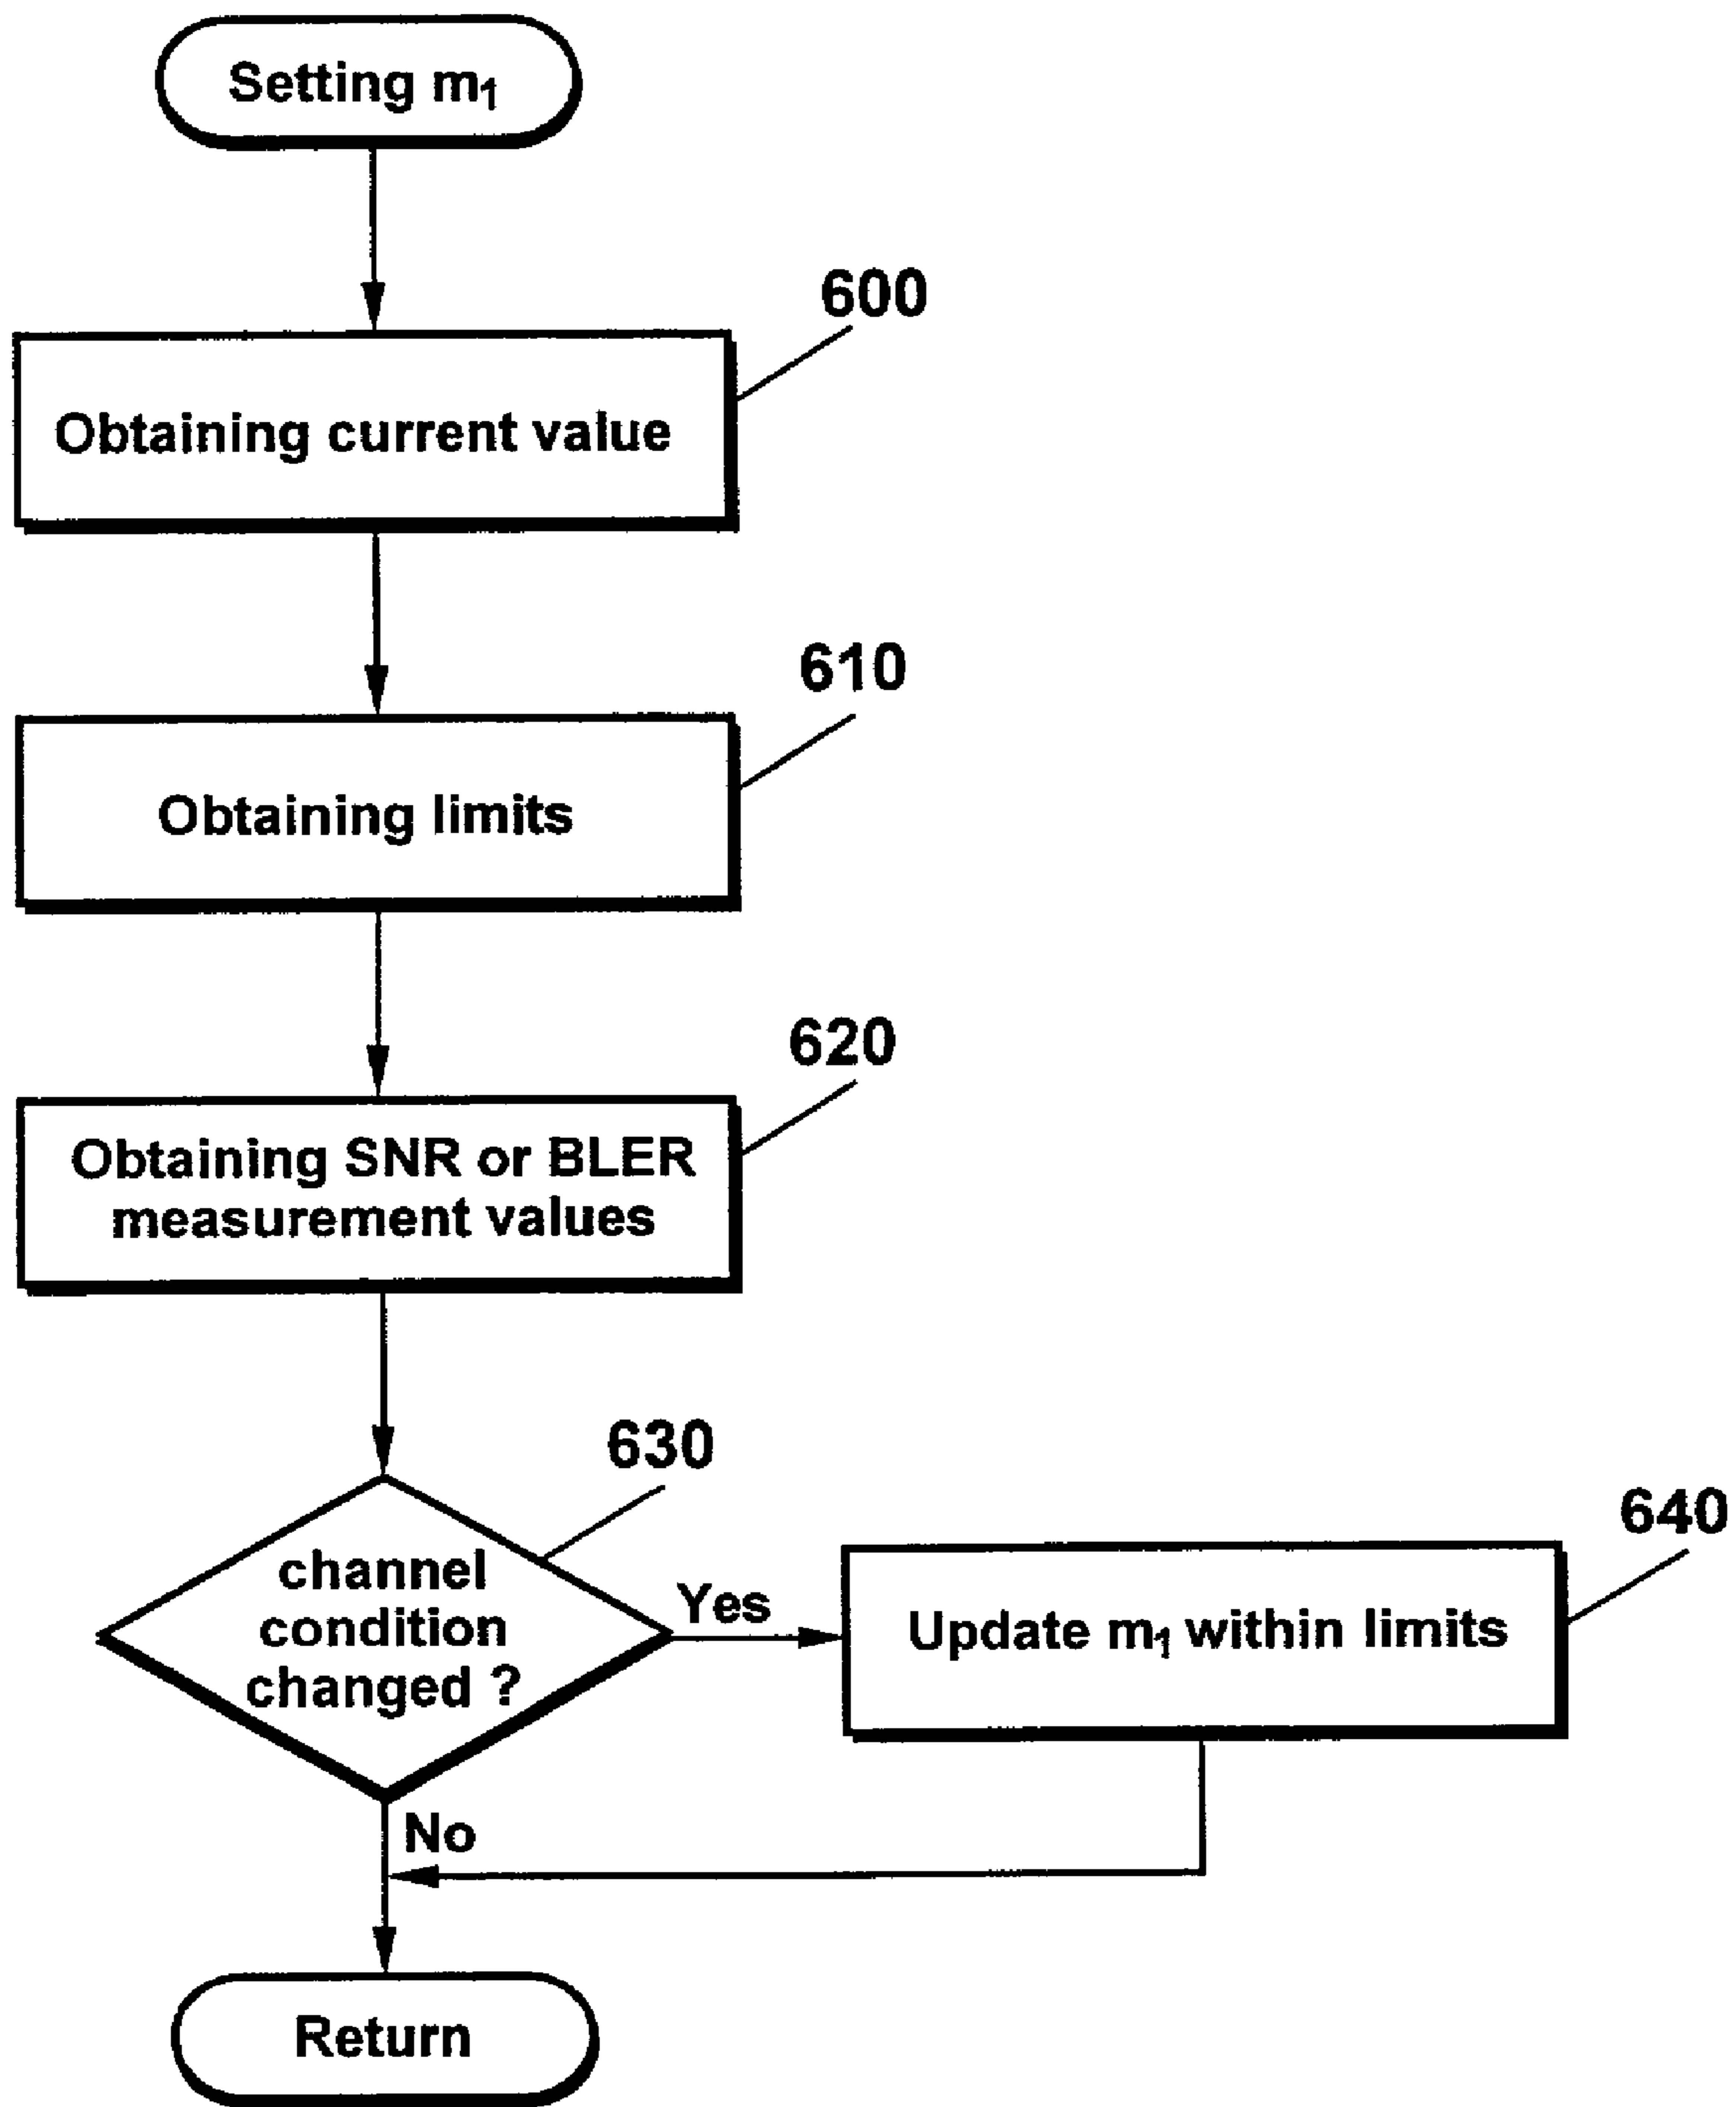 Setting m₁
600
Obtaining current value
610
Obtaining limits
620
Obtaining SNR or BLER
measurement values
630
channel
condition
changed ?
Yes
640
Update m₁ within limits
No
Return